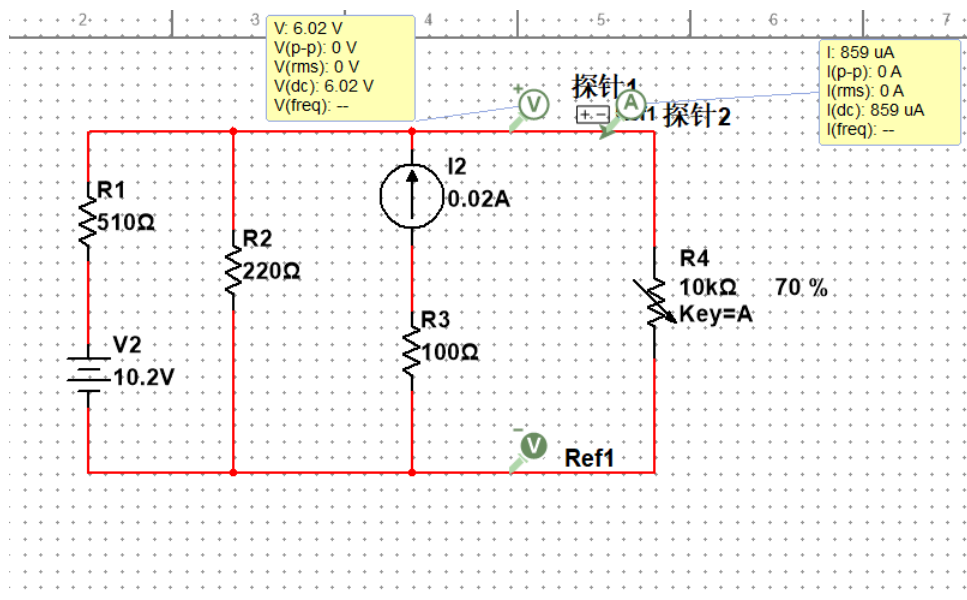 2
3
4
5
6
7
V: 6.02 V
V(p-p): 0 V
V(rms): 0 V
V(dc): 6.02 V
V(freq): --
I: 859 uA
I(p-p): 0 A
I(rms): 0 A
I(dc): 859 uA
I(freq): --
+
V
探针1
A
+ -
探针2
R1
510Ω
R2
220Ω
I2
0.02A
R3
100Ω
R4
10kΩ 70 %
Key=A
V2
10.2V
-
V
Ref1